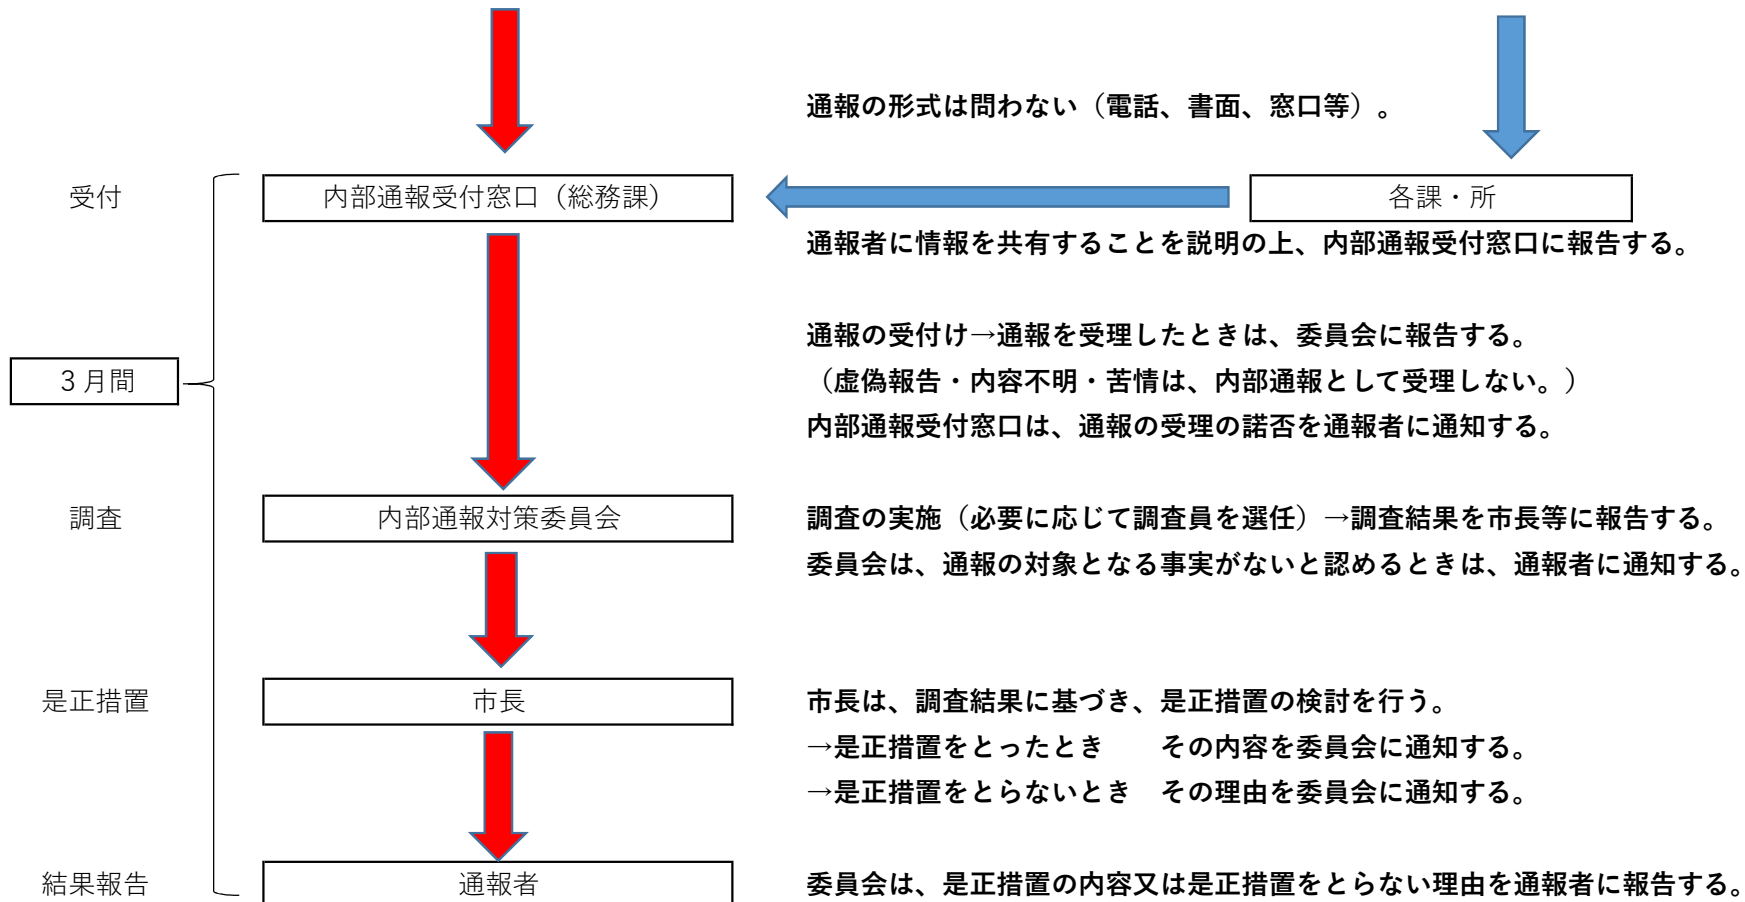 通報の形式は問わない（電話、書面、窓口等）。
受付
内部通報受付窓口（総務課）
各課・所
通報者に情報を共有することを説明の上、内部通報受付窓口に報告する。
通報の受付け→通報を受理したときは、委員会に報告する。
３月間
（虚偽報告・内容不明・苦情は、内部通報として受理しない。）
内部通報受付窓口は、通報の受理の諾否を通報者に通知する。
調査
内部通報対策委員会
調査の実施（必要に応じて調査員を選任）→調査結果を市長等に報告する。
委員会は、通報の対象となる事実がないと認めるときは、通報者に通知する。
是正措置
市長
市長は、調査結果に基づき、是正措置の検討を行う。
→是正措置をとったとき　　その内容を委員会に通知する。
→是正措置をとらないとき　その理由を委員会に通知する。
結果報告
通報者
委員会は、是正措置の内容又は是正措置をとらない理由を通報者に報告する。